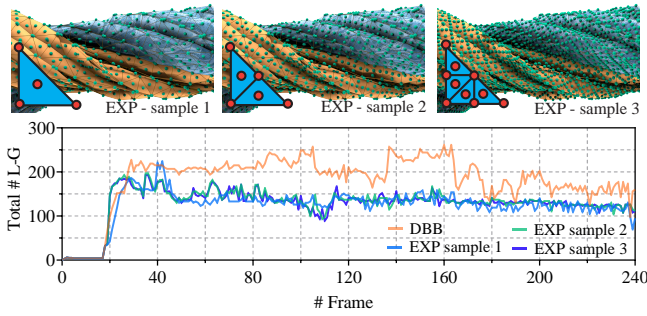 EXP - sample 1
EXP - sample 2
EXP - sample 3
300
200
100
0
Total # L-G
DBB
EXP sample 1
EXP sample 2
EXP sample 3
0 40 80 120 160 200 240
# Frame